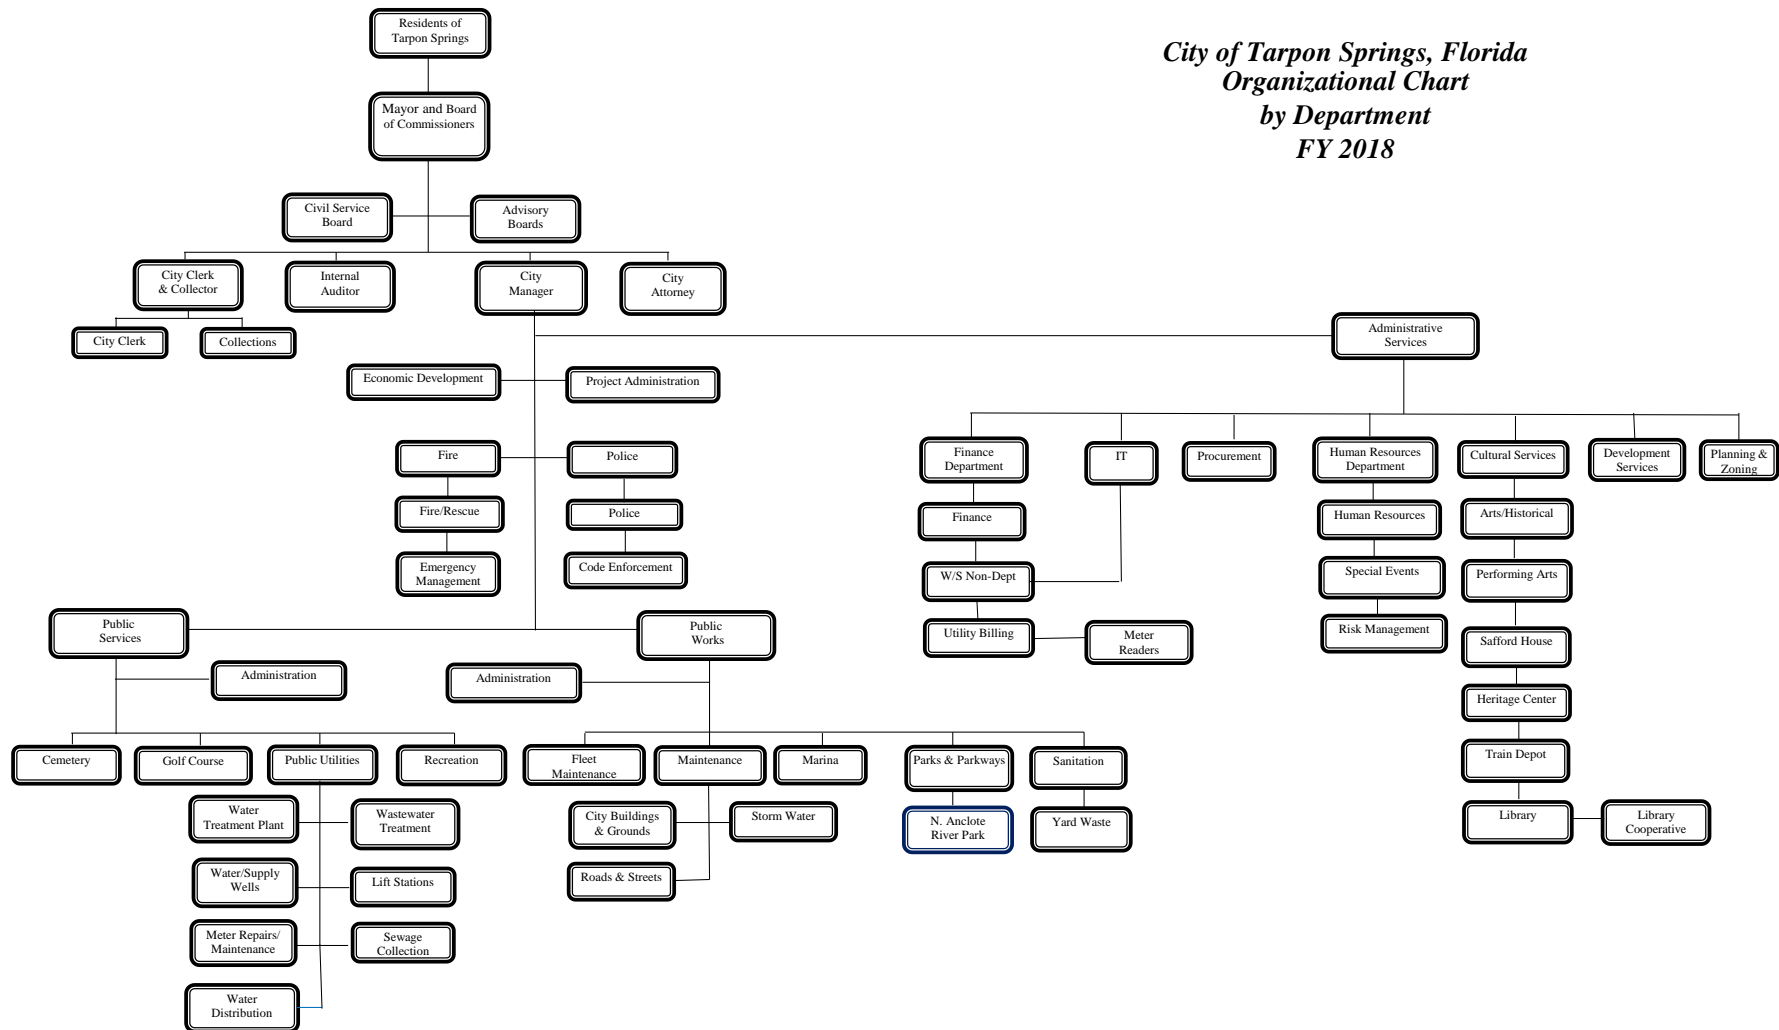 Residents of
Tarpon Springs
City of Tarpon Springs, Florida
Organizational Chart
by Department
FY 2018
Mayor and Board
of Commissioners
Civil Service
Board
Advisory
Boards
City Clerk
& Collector
Internal
Auditor
City
Manager
City
Attorney
City Clerk
Collections
Administrative
Services
Economic Development
Project Administration
Fire
Police
Fire/Rescue
Police
Emergency
Management
Code Enforcement
Finance
Department
IT
Procurement
Human Resources
Department
Cultural Services
Development
Services
Planning &
Zoning
Finance
Human Resources
Arts/Historical
W/S Non-Dept
Special Events
Performing Arts
Utility Billing
Meter
Readers
Risk Management
Safford House
Heritage Center
Train Depot
Library
Library
Cooperative
Public
Services
Public
Works
Administration
Administration
Cemetery
Golf Course
Public Utilities
Recreation
Fleet
Maintenance
Maintenance
Marina
Parks & Parkways
Sanitation
Water
Treatment Plant
Wastewater
Treatment
City Buildings
& Grounds
Storm Water
N. Anclote
River Park
Yard Waste
Water/Supply
Wells
Lift Stations
Roads & Streets
Meter Repairs/
Maintenance
Sewage
Collection
Water
Distribution